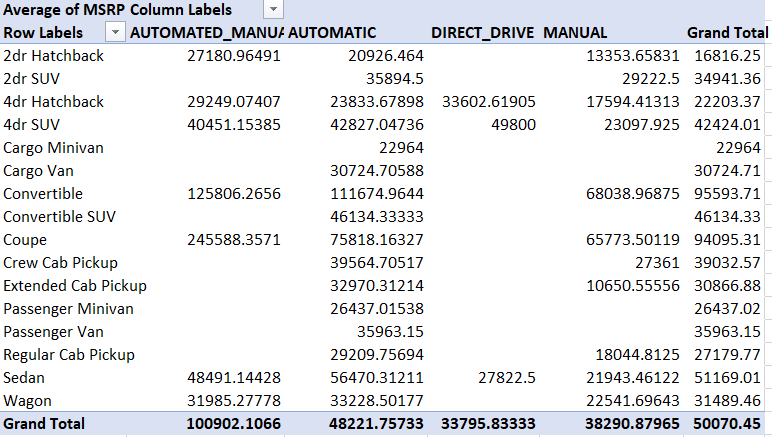 Average of MSRP Column Labels
Row Labels AUTOMATED_MANUA AUTOMATIC DIRECT_DRIVE MANUAL Grand Total
2dr Hatchback 27180.96491 20926.464 13353.65831 16816.25
2dr SUV 35894.5 29222.5 34941.36
4dr Hatchback 29249.07407 23833.67898 33602.61905 17594.41313 22203.37
4dr SUV 40451.15385 42827.04736 49800 23097.925 42424.01
Cargo Minivan 22964 22964
Cargo Van 30724.70588 30724.71
Convertible 125806.2656 111674.9644 68038.96875 95593.71
Convertible SUV 46134.33333 46134.33
Coupe 245588.3571 75818.16327 65773.50119 94095.31
Crew Cab Pickup 39564.70517 27361 39032.57
Extended Cab Pickup 32970.31214 10650.55556 30866.88
Passenger Minivan 26437.01538 26437.02
Passenger Van 35963.15 35963.15
Regular Cab Pickup 29209.75694 18044.8125 27179.77
Sedan 48491.14428 56470.31211 27822.5 21943.46122 51169.01
Wagon 31985.27778 33228.50177 22541.69643 31489.46
Grand Total 100902.1066 48221.75733 33795.83333 38290.87965 50070.45